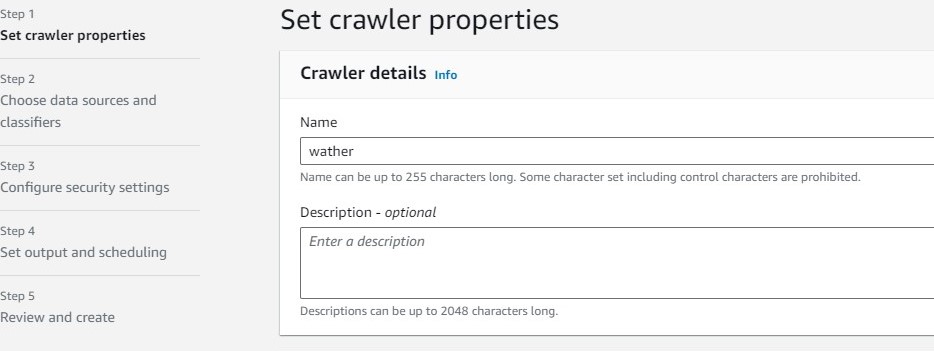 Step 1
Set crawler properties
Step 2
Choose data sources and
classifiers
Step 3
Configure security settings
Step 4
Set output and scheduling
Step 5
Review and create
Set crawler properties
Crawler details Info
Name
wather
Name can be up to 255 characters long. Some character set including control characters are prohibited.
Description - optional
Enter a description
Descriptions can be up to 2048 characters long.